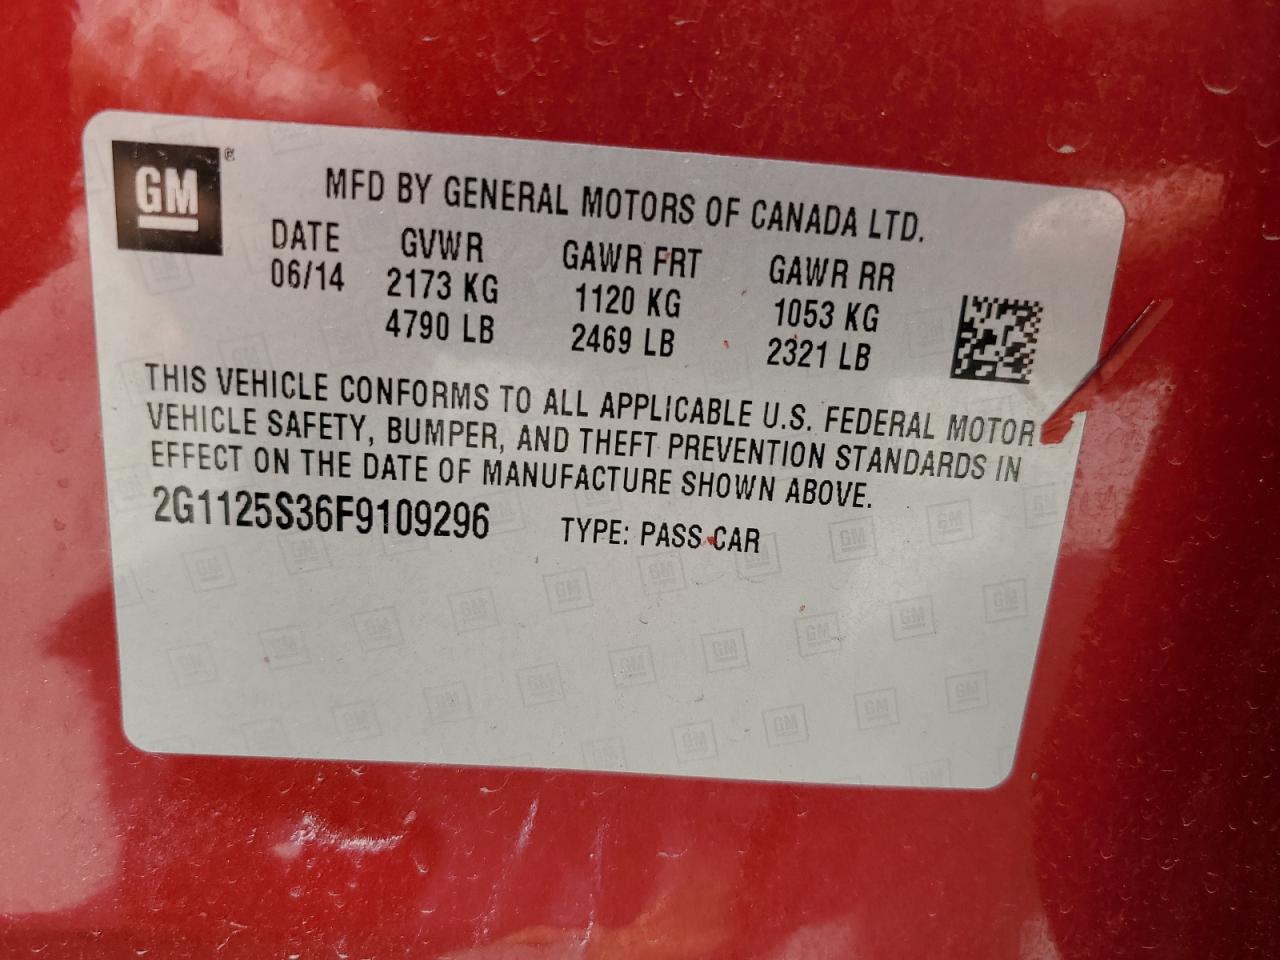 GM
MFD BY GENERAL MOTORS OF CANADA LTD.
DATE GVWR GAWR FRT GAWR RR
06/14 2173 KG 1120 KG 1053 KG
4790 LB 2469 LB 2321 LB
THIS VEHICLE CONFORMS TO ALL APPLICABLE U.S. FEDERAL MOTOR
VEHICLE SAFETY, BUMPER, AND THEFT PREVENTION STANDARDS IN
EFFECT ON THE DATE OF MANUFACTURE SHOWN ABOVE.
2G1125S36F9109296 TYPE: PASS CAR